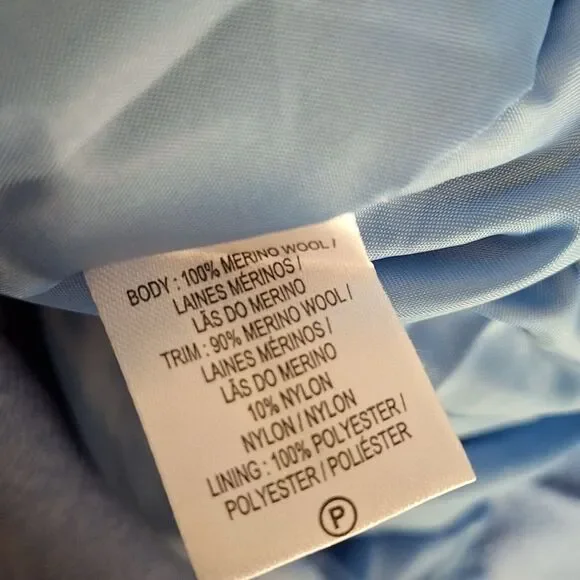 BODY : 100% MERINO WOOL /
LAINES MÉRINOS /
LÃS DO MERINO
TRIM : 90% MERINO WOOL /
LAINES MÉRINOS /
LÃS DO MERINO
10% NYLON
NYLON / NYLON
LINING : 100% POLYESTER /
POLYESTER / POLIÉSTER
P